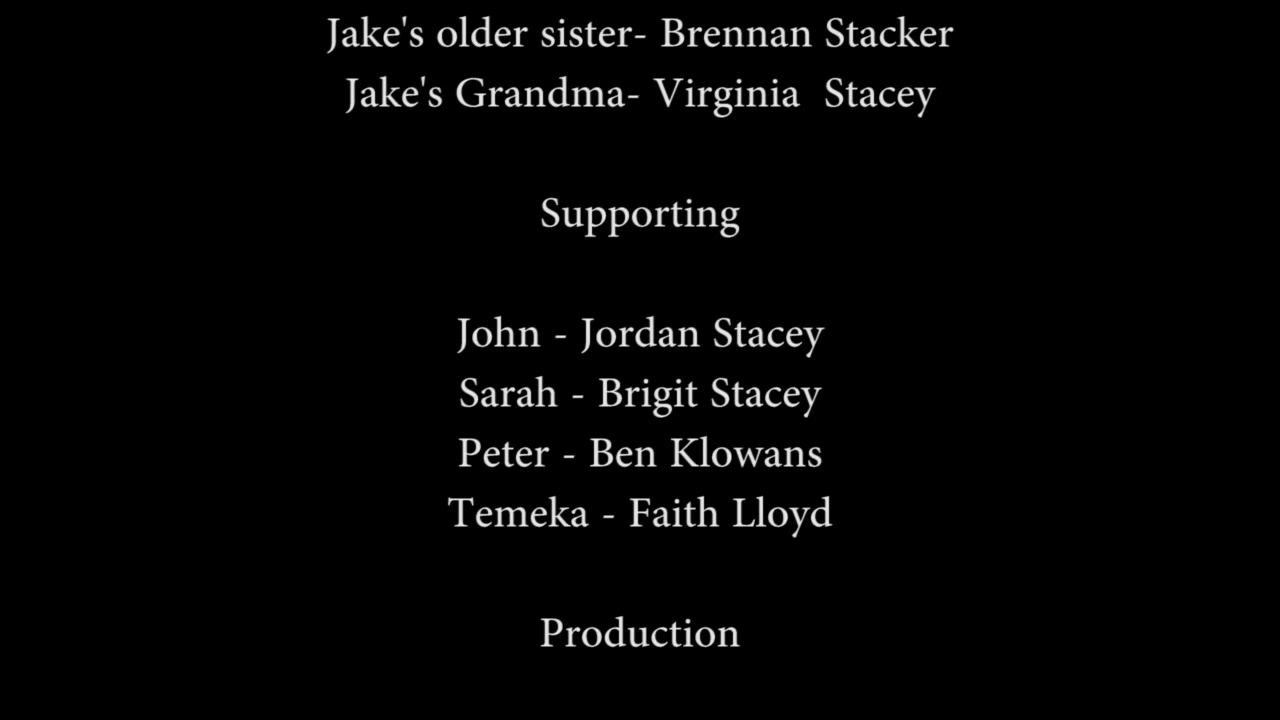 Jake's older sister- Brennan Stacker
Jake's Grandma- Virginia  Stacey
Supporting
John - Jordan Stacey
Sarah - Brigit Stacey
Peter - Ben Klowans
Temeka - Faith Lloyd
Production